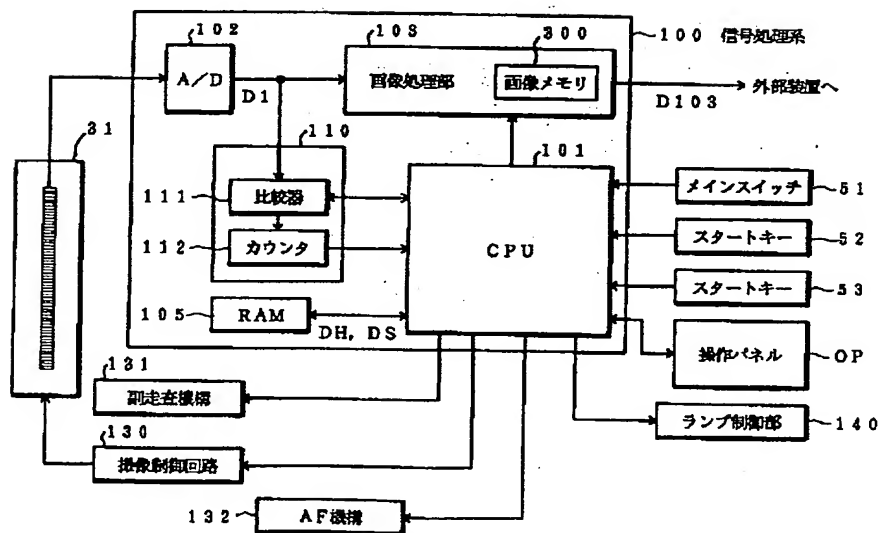 102
A／D
D1
103
300
画像処理部
画像メモリ
100 信号処理系
D103
外部装置へ
31
110
101
111
比較器
112
カウンタ
CPU
メインスイッチ
51
スタートキー
52
スタートキー
53
105
RAM
DH, DS
操作パネル
OP
131
副走査機構
ランプ制御部
140
130
撮像制御回路
132
AF機構